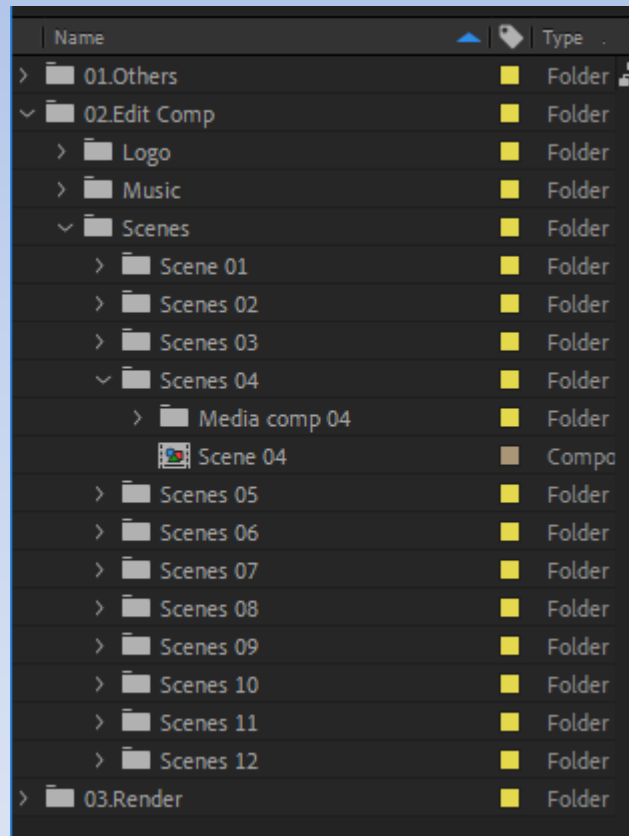 Name Type .
01.Others Folder
02.Edit Comp Folder
Logo Folder
Music Folder
Scenes Folder
Scene 01 Folder
Scenes 02 Folder
Scenes 03 Folder
Scenes 04 Folder
Media comp 04 Folder
Scene 04 Compo
Scenes 05 Folder
Scenes 06 Folder
Scenes 07 Folder
Scenes 08 Folder
Scenes 09 Folder
Scenes 10 Folder
Scenes 11 Folder
Scenes 12 Folder
03.Render Folder